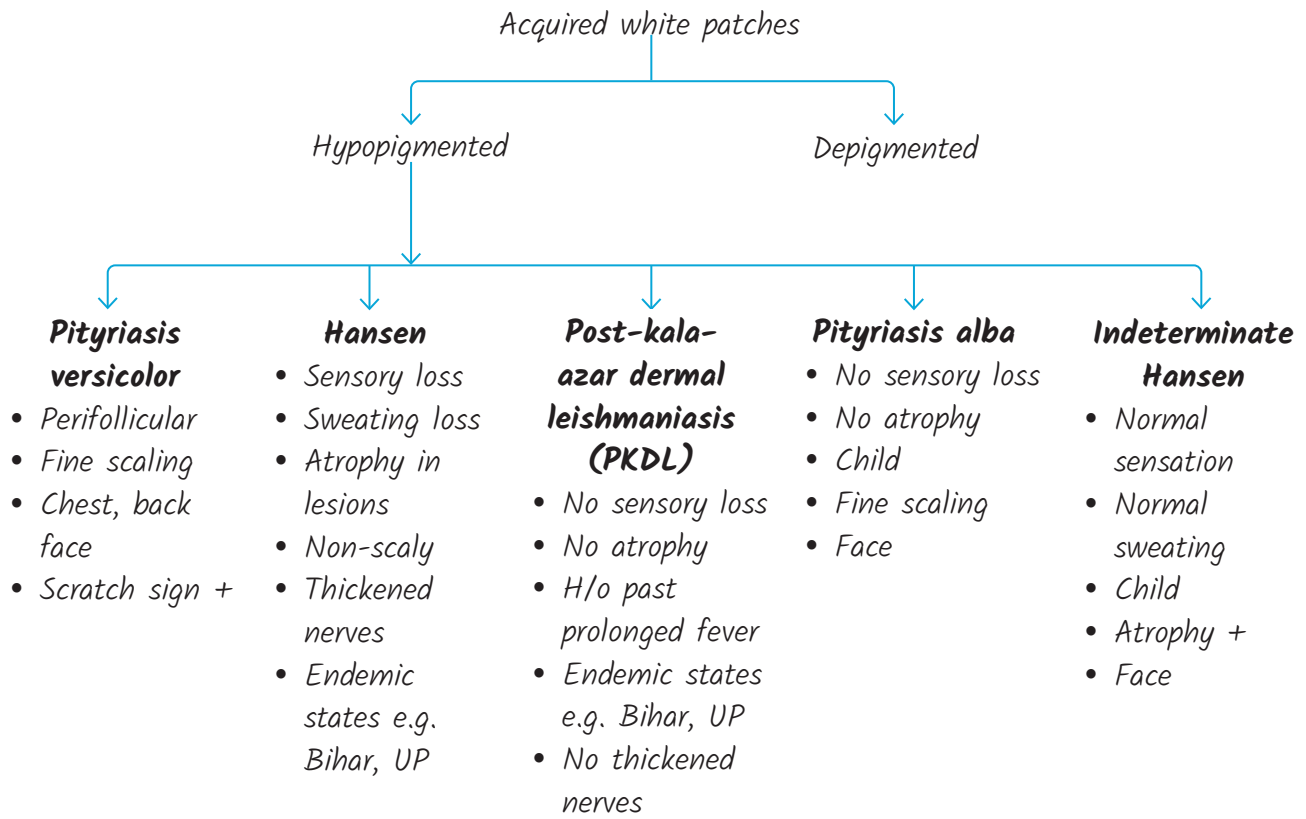 Acquired white patches
Hypopigmented
Depigmented
Pityriasis
versicolor
• Perifollicular
• Fine scaling
• Chest, back
face
• Scratch sign +
Hansen
• Sensory loss
• Sweating loss
• Atrophy in
lesions
• Non-scaly
• Thickened
nerves
• Endemic
states e.g.
Bihar, UP
Post-kala-
azar dermal
leishmaniasis
(PKDL)
• No sensory loss
• No atrophy
• H/o past
prolonged fever
• Endemic states
e.g. Bihar, UP
• No thickened
nerves
Pityriasis alba
• No sensory loss
• No atrophy
• Child
• Fine scaling
• Face
Indeterminate
Hansen
• Normal
sensation
• Normal
sweating
• Child
• Atrophy +
• Face